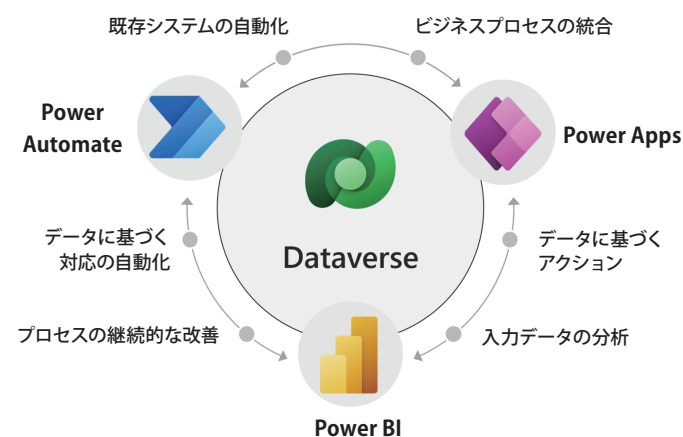 既存システムの自動化
ビジネスプロセスの統合
Power
Automate
Power Apps
Dataverse
データに基づく
対応の自動化
データに基づく
アクション
プロセスの継続的な改善
入力データの分析
Power BI